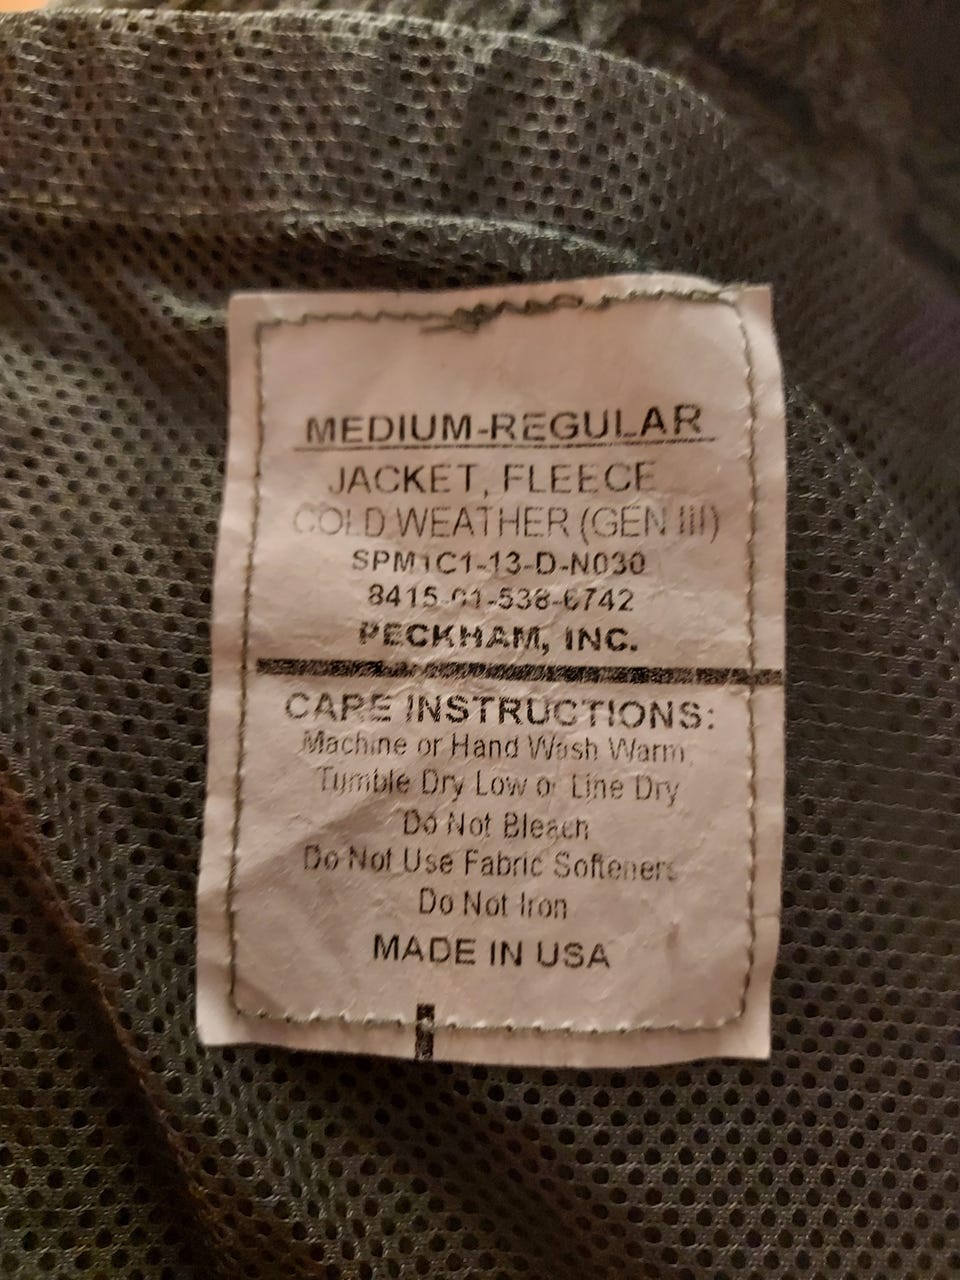 MEDIUM-REGULAR
JACKET, FLEECE
COLD WEATHER (GEN III)
SPM1C1-13-D-N030
8415-01-538-6742
PECKHAM, INC.
CARE INSTRUCTIONS:
Machine or Hand Wash Warm
Tumble Dry Low or Line Dry
Do Not Bleach
Do Not Use Fabric Softeners
Do Not Iron
MADE IN USA